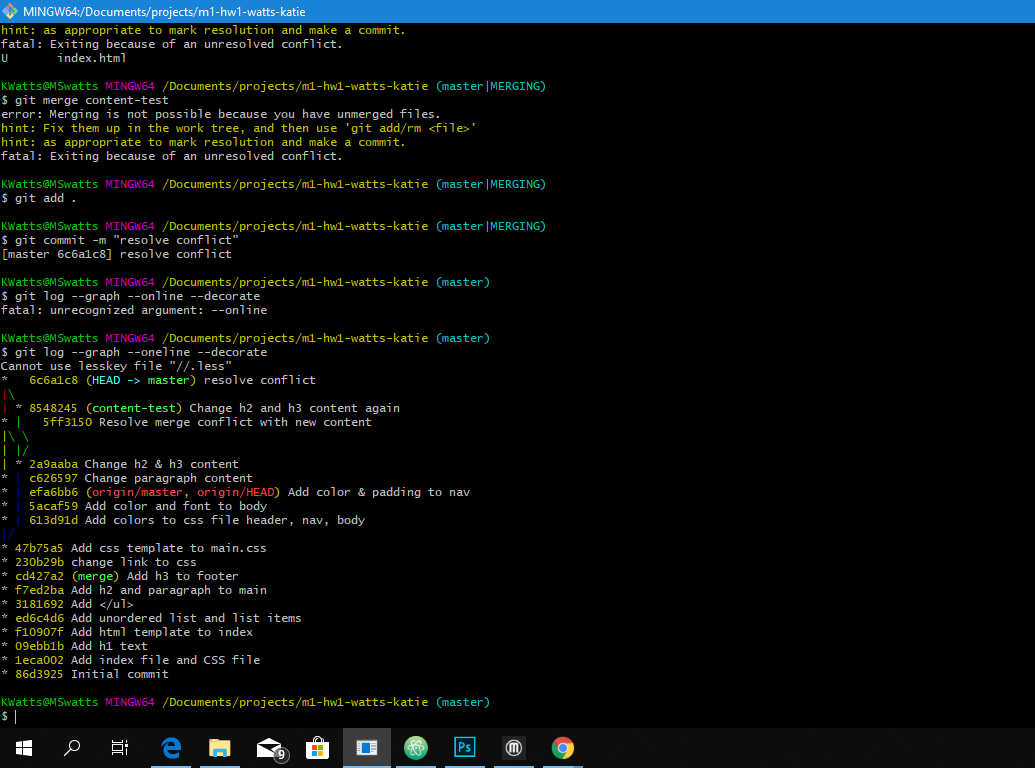 MINGW64:/Documents/projects/m1-hw1-watts-katie
hint: as appropriate to mark resolution and make a commit.
fatal: Exiting because of an unresolved conflict.
U       index.html
KWatts@MSwatts MINGW64 /Documents/projects/m1-hw1-watts-katie (master|MERGING)
$ git merge content-test
error: Merging is not possible because you have unmerged files.
hint: Fix them up in the work tree, and then use 'git add/rm <file>'
hint: as appropriate to mark resolution and make a commit.
fatal: Exiting because of an unresolved conflict.
KWatts@MSwatts MINGW64 /Documents/projects/m1-hw1-watts-katie (master|MERGING)
$ git add .
KWatts@MSwatts MINGW64 /Documents/projects/m1-hw1-watts-katie (master|MERGING)
$ git commit -m "resolve conflict"
[master 6c6a1c8] resolve conflict
KWatts@MSwatts MINGW64 /Documents/projects/m1-hw1-watts-katie (master)
$ git log --graph --online --decorate
fatal: unrecognized argument: --online
KWatts@MSwatts MINGW64 /Documents/projects/m1-hw1-watts-katie (master)
$ git log --graph --oneline --decorate
Cannot use lesskey file "//.less"
*   6c6a1c8 (HEAD -> master) resolve conflict
|\
| * 8548245 (content-test) Change h2 and h3 content again
* |   5ff3150 Resolve merge conflict with new content
|\ \
| |/
| * 2a9aaba Change h2 & h3 content
* | c626597 Change paragraph content
* | efa6bb6 (origin/master, origin/HEAD) Add color & padding to nav
* | 5acaf59 Add color and font to body
* | 613d91d Add colors to css file header, nav, body
|/
* 47b75a5 Add css template to main.css
* 230b29b change link to css
* cd427a2 (merge) Add h3 to footer
* f7ed2ba Add h2 and paragraph to main
* 3181692 Add </ul>
* ed6c4d6 Add unordered list and list items
* f10907f Add html template to index
* 09ebb1b Add h1 text
* 1eca002 Add index file and CSS file
* 86d3925 Initial commit
KWatts@MSwatts MINGW64 /Documents/projects/m1-hw1-watts-katie (master)
$
9
Ps